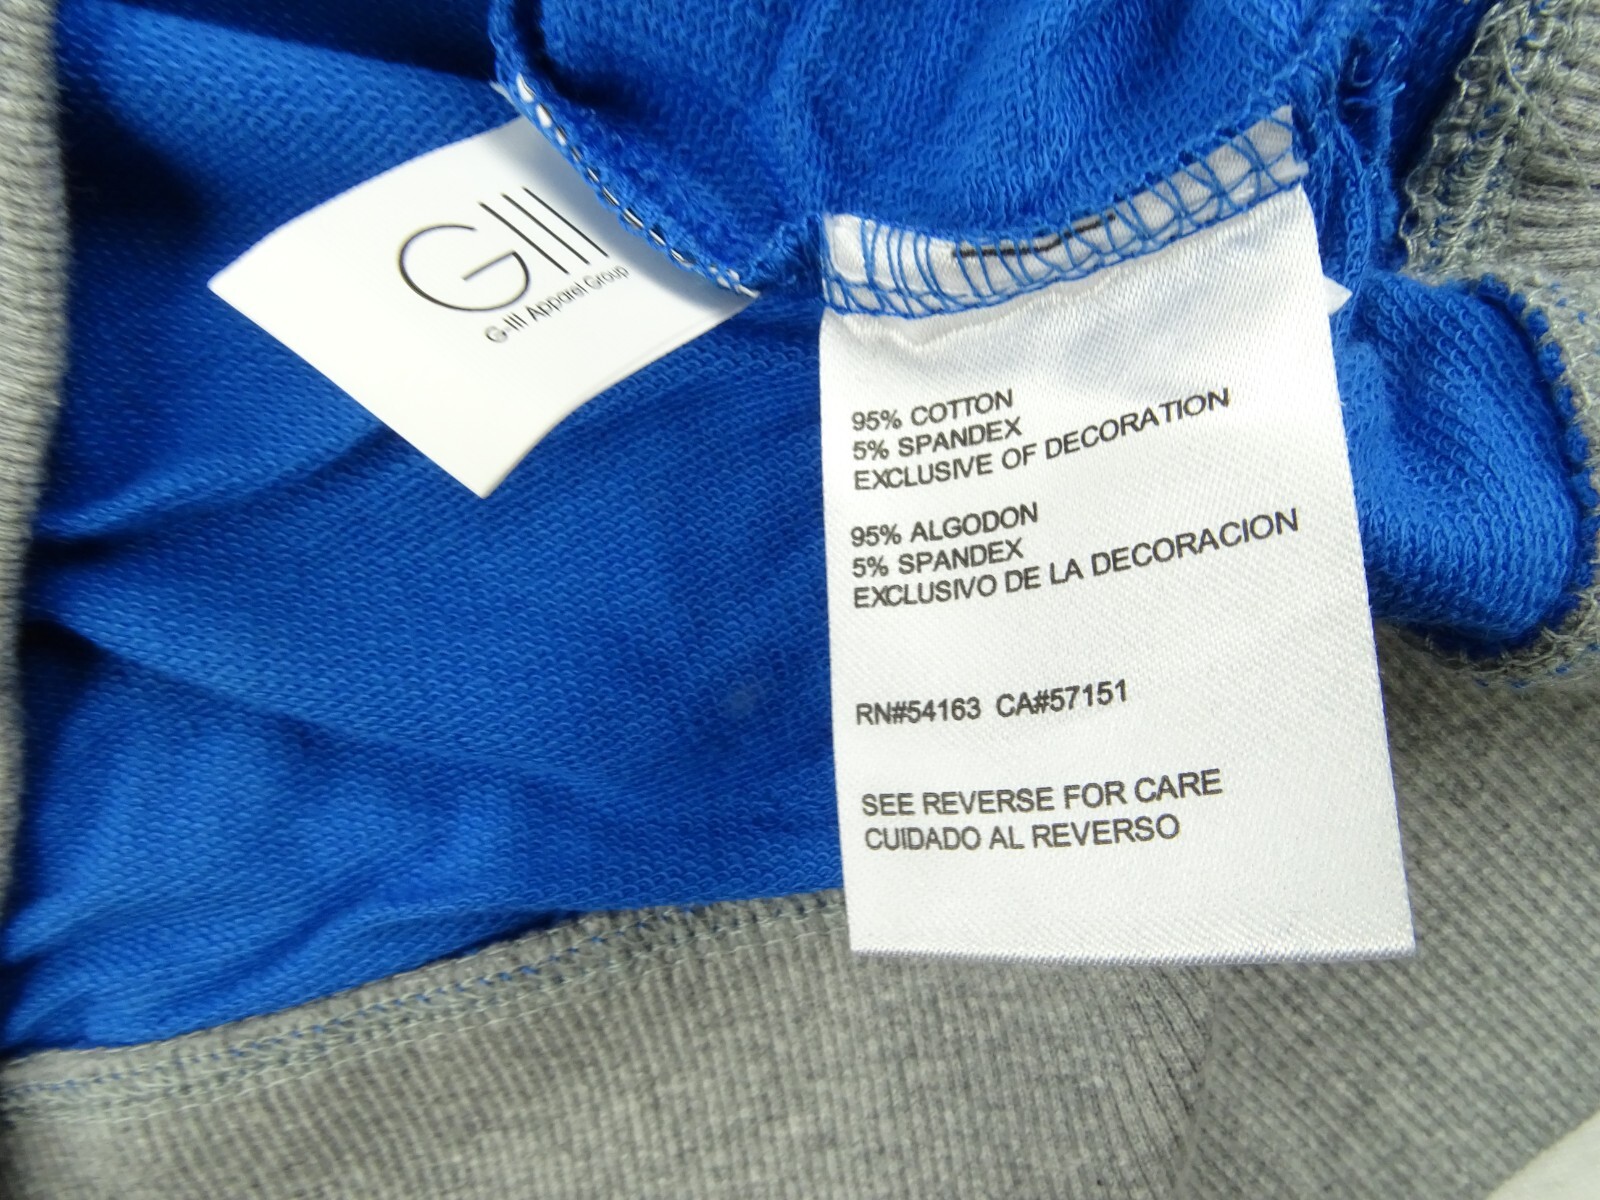 GIII
G-III Apparel Group
95% COTTON
5% SPANDEX
EXCLUSIVE OF DECORATION
95% ALGODON
5% SPANDEX
EXCLUSIVO DE LA DECORACION
RN#54163 CA#57151
SEE REVERSE FOR CARE
CUIDADO AL REVERSO